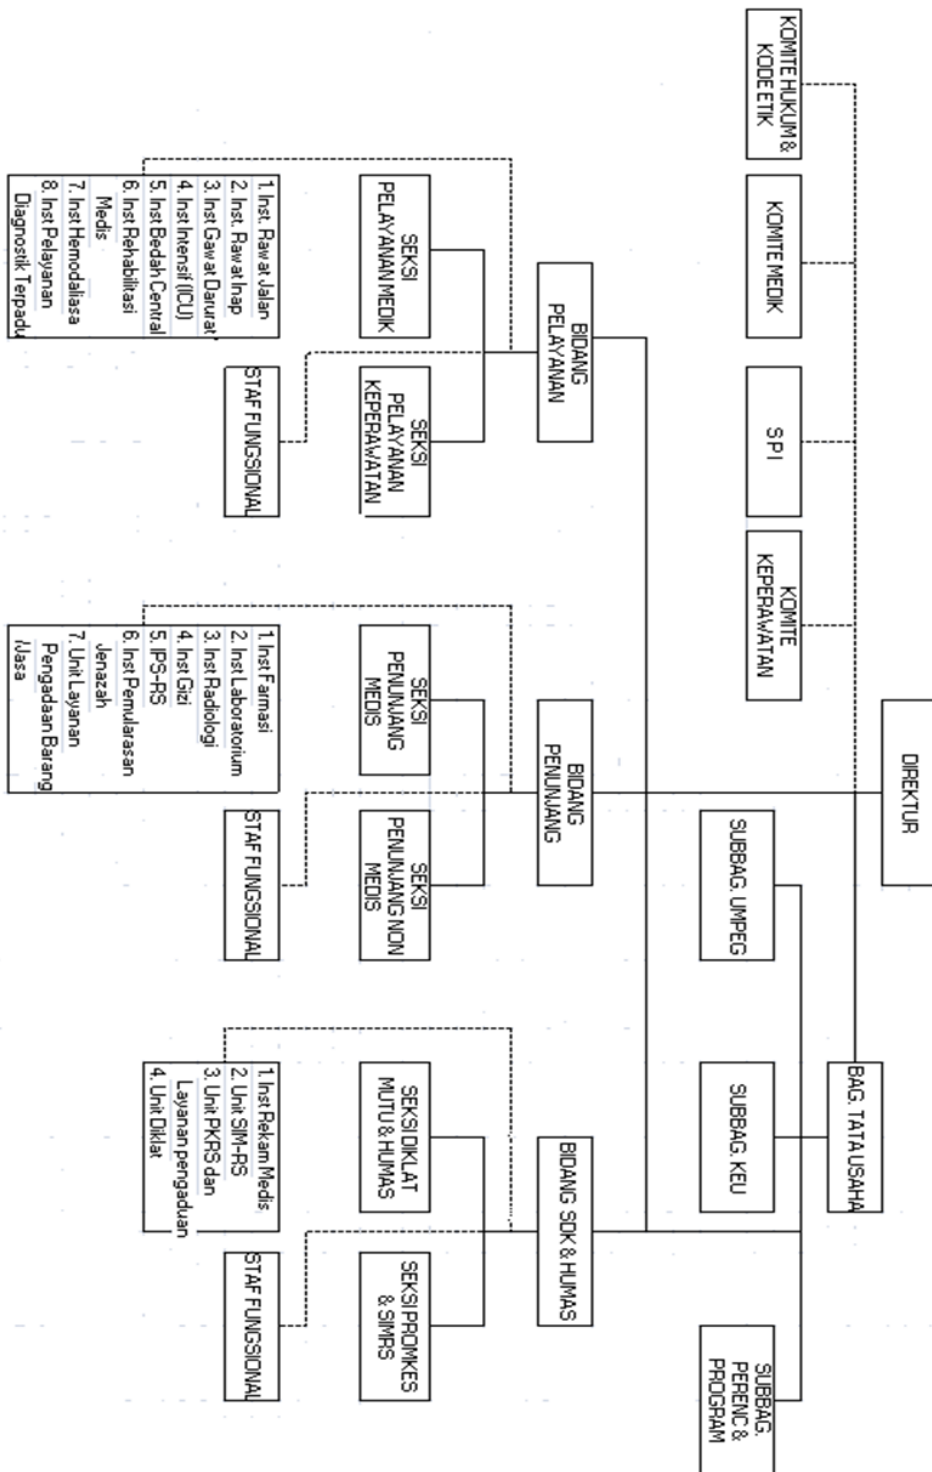 DIREKTUR
KOMITE HUKUM &
KODE ETIK
KOMITE MEDIK
SPI
KOMITE
KEPERAWATAN
BAG. TATA USAHA
SUBBAG. UMPEG
SUBBAG. KEU
SUBBAG.
PERENC &
PROGRAM
BIDANG
PELAYANAN
BIDANG
PENUNJANG
BIDANG SDK & HUMAS
SEKSI
PELAYANAN MEDIK
SEKSI
PELAYANAN
KEPERAWATAN
SEKSI
PENUNJANG
MEDIS
SEKSI
PENUNJANG NON
MEDIS
SEKSI DIKLAT
MUTU & HUMAS
SEKSI PROMKES
& SIMRS
1. Inst. Rawat Jalan
2. Inst. Rawat Inap
3. Inst Gawat Darurat
4. Inst Intensif (ICU)
5. Inst Bedah Central
6. Inst Rehabilitasi
Medis
7. Inst Hemodaliasa
8. Inst Pelayanan
Diagnostik Terpadu
STAF FUNGSIONAL
1. Inst Farmasi
2. Inst Laboratorium
3. Inst Radiologi
4. Inst Gizi
5. IPS-RS
6. Inst Pemularasan
Jenazah
7. Unit Layanan
Pengadaan Barang
/Jasa
STAF FUNGSIONAL
1. Inst Rekam Medis
2. Unit SIM-RS
3. Unit PKRS dan
Layanan pengaduan
4. Unit Diklat
STAF FUNGSIONAL